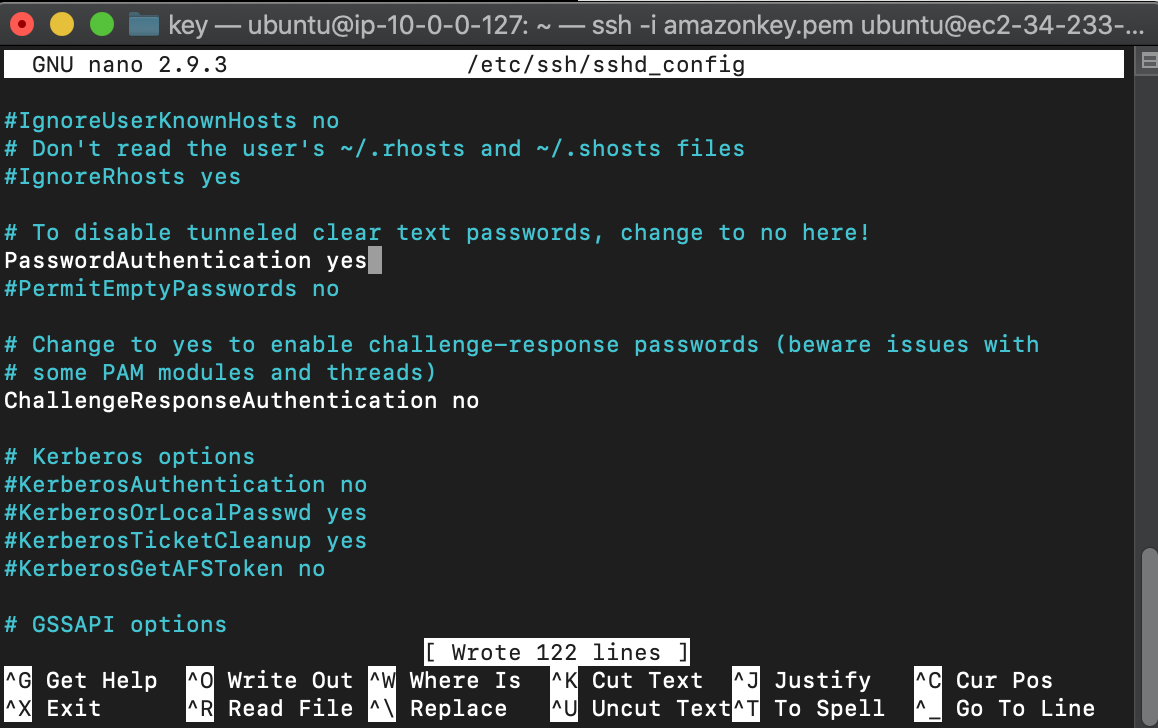 key — ubuntu@ip-10-0-0-127: ~ — ssh -i amazonkey.pem ubuntu@ec2-34-233-...
GNU nano 2.9.3 /etc/ssh/sshd_config
#IgnoreUserKnownHosts no
# Don't read the user's ~/.rhosts and ~/.shosts files
#IgnoreRhosts yes
# To disable tunneled clear text passwords, change to no here!
PasswordAuthentication yes
#PermitEmptyPasswords no
# Change to yes to enable challenge-response passwords (beware issues with
# some PAM modules and threads)
ChallengeResponseAuthentication no
# Kerberos options
#KerberosAuthentication no
#KerberosOrLocalPasswd yes
#KerberosTicketCleanup yes
#KerberosGetAFSToken no
# GSSAPI options
[ Wrote 122 lines ]
^G Get Help ^O Write Out ^W Where Is ^K Cut Text ^J Justify ^C Cur Pos
^X Exit ^R Read File ^\ Replace ^U Uncut Text ^T To Spell ^_ Go To Line